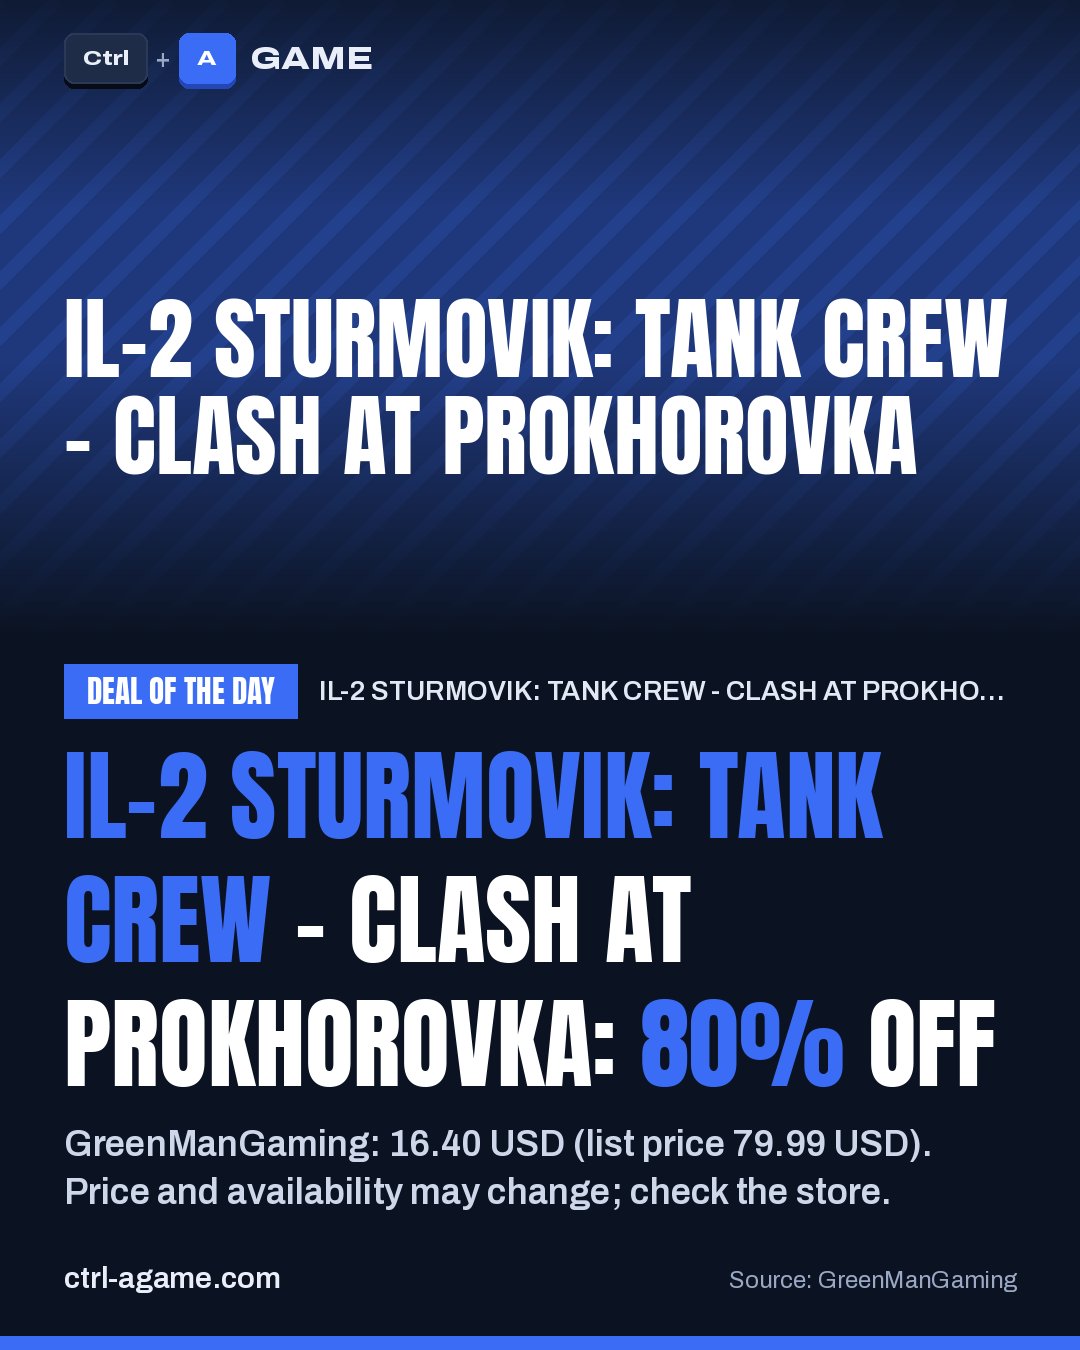 Ctrl + A GAME
IL-2 STURMOVIK: TANK CREW
- CLASH AT PROKHOROVKA
DEAL OF THE DAY IL-2 STURMOVIK: TANK CREW - CLASH AT PROKHO...
IL-2 STURMOVIK: TANK
CREW - CLASH AT
PROKHOROVKA: 80% OFF
GreenManGaming: 16.40 USD (list price 79.99 USD).
Price and availability may change; check the store.
ctrl-agame.com Source: GreenManGaming